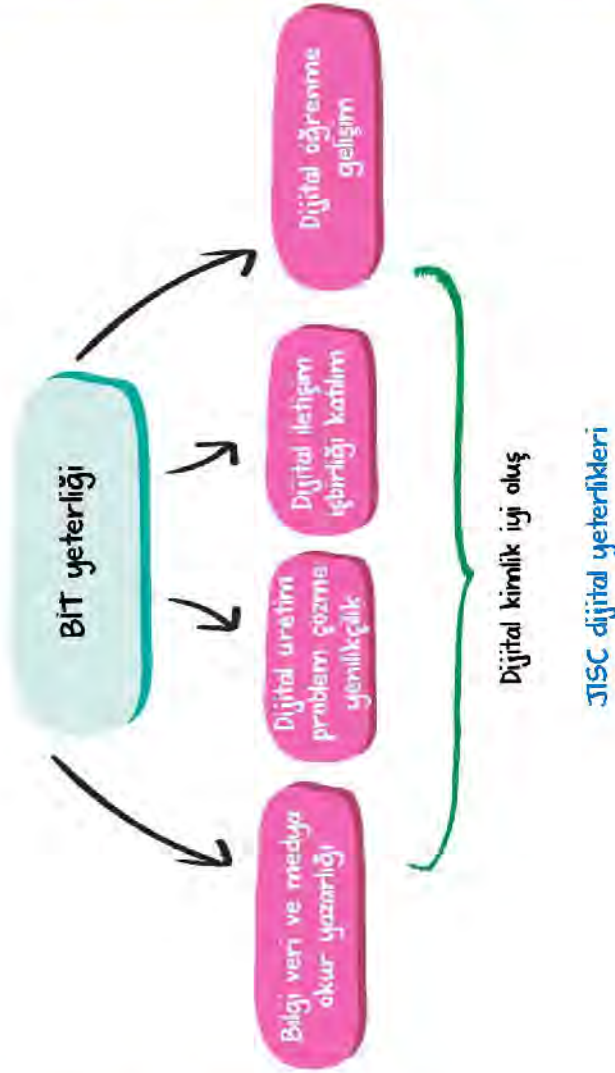 BİT yeterliği
Bilgi veri ve medya
okur yazarlığı
Dijital üretim
problem çözme
yenilikçilik
Dijital iletişim
işbirliği katılım
Dijital öğrenme
gelişim
Dijital kimlik iyi oluş
JISC dijital yeterlikleri